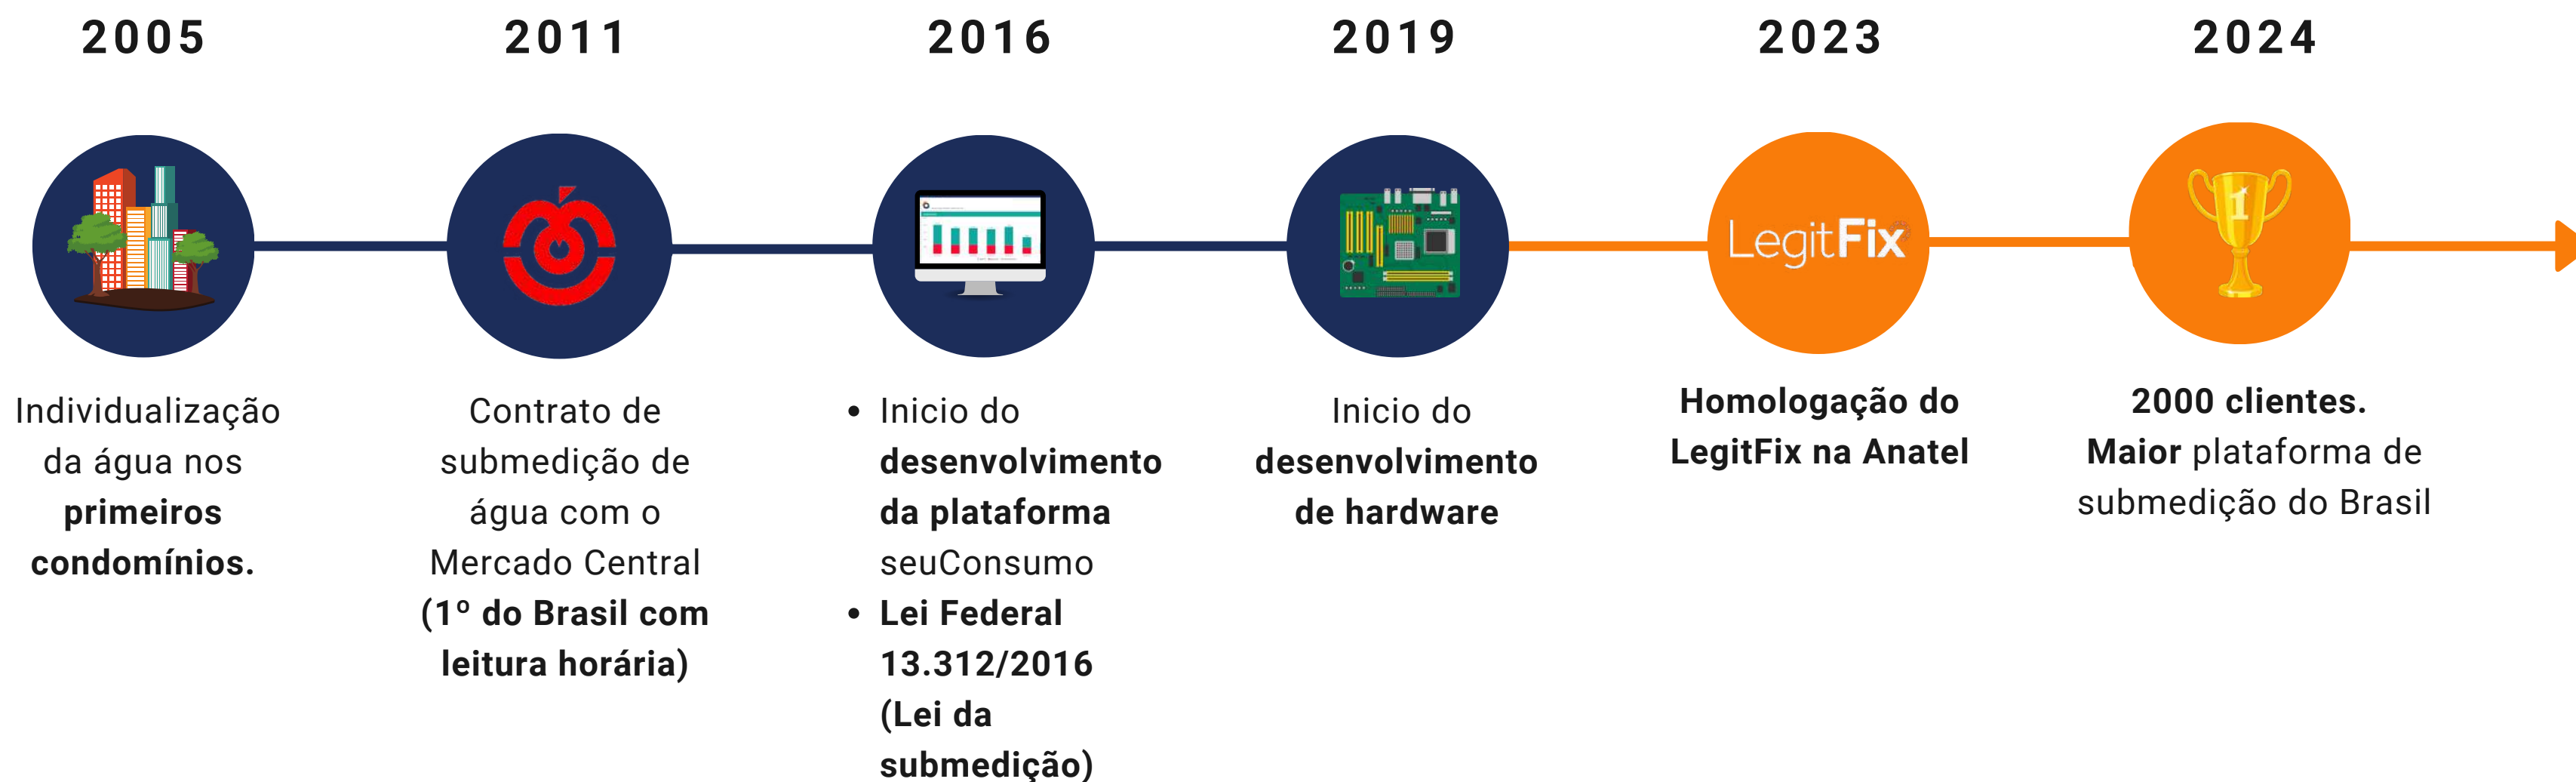 2005
2011
2016
2019
2023
2024
LegitFix
1
Individualização
da água nos
primeiros
condomínios.
Contrato de
submedição de
água com o
Mercado Central
(1º do Brasil com
leitura horária)
• Inicio do
desenvolvimento
da plataforma
seuConsumo
• Lei Federal
13.312/2016
(Lei da
submedição)
Inicio do
desenvolvimento
de hardware
Homologação do
LegitFix na Anatel
2000 clientes.
Maior plataforma de
submedição do Brasil